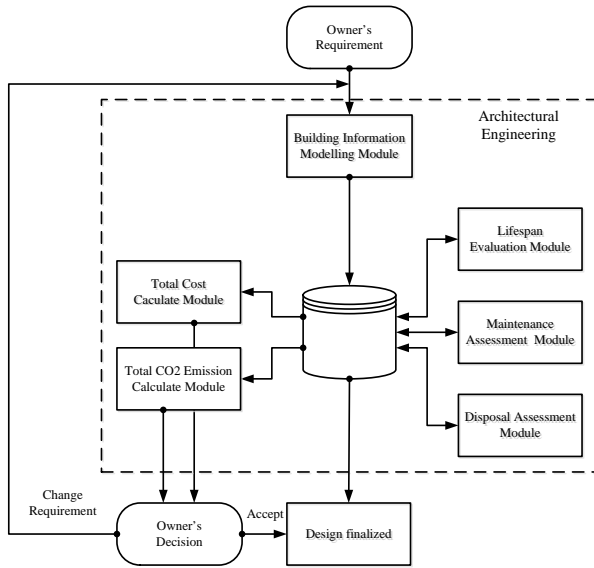 Owner's
Requirement
Architectural
Engineering
Building Information
Modelling Module
Lifespan
Evaluation Module
Total Cost
Caculate Module
Maintenance
Assessment Module
Total CO2 Emission
Calculate Module
Disposal Assessment
Module
Change
Requirement
Owner's
Decision
Accept
Design finalized